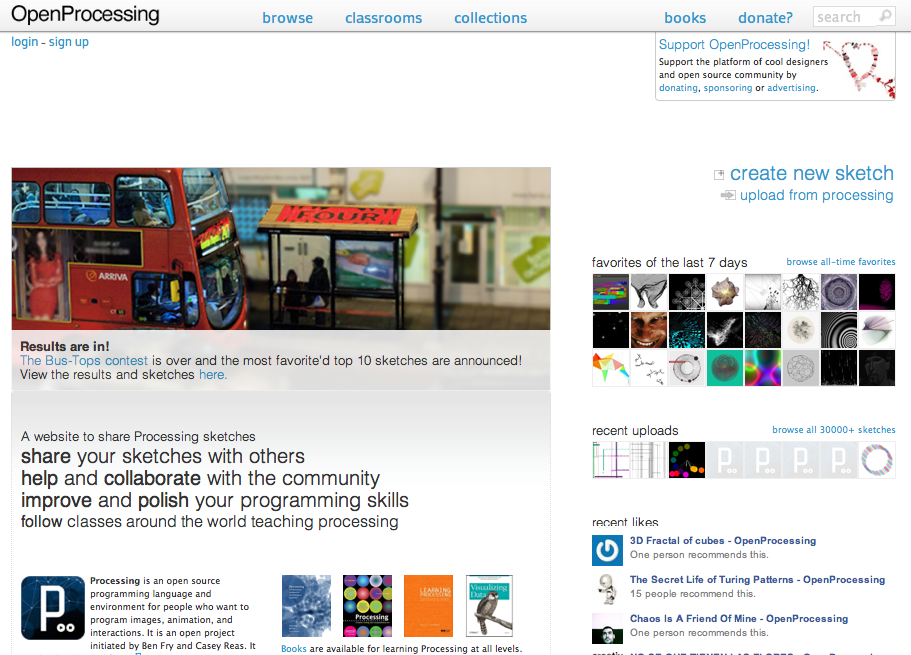 OpenProcessing
browse classrooms collections books donate? search
login - sign up
Support OpenProcessing!
Support the platform of cool designers
and open source community by
donating, sponsoring or advertising.
create new sketch
upload from processing
FOUR
ARRIVA
Results are in!
The Bus-Tops contest is over and the most favorite'd top 10 sketches are announced!
View the results and sketches here.
favorites of the last 7 days browse all-time favorites
A website to share Processing sketches
share your sketches with others
help and collaborate with the community
improve and polish your programming skills
follow classes around the world teaching processing
recent uploads browse all 30000+ sketches
recent likes
3D Fractal of cubes - OpenProcessing
One person recommends this.
The Secret Life of Turing Patterns - OpenProcessing
15 people recommend this.
Chaos Is A Friend Of Mine - OpenProcessing
One person recommends this.
Processing is an open source
programming language and
environment for people who want to
program images, animation, and
interactions. It is an open project
initiated by Ben Fry and Casey Reas. It
Processing
LEARNING
PROCESSING
Visualizing
Data
Books are available for learning Processing at all levels.